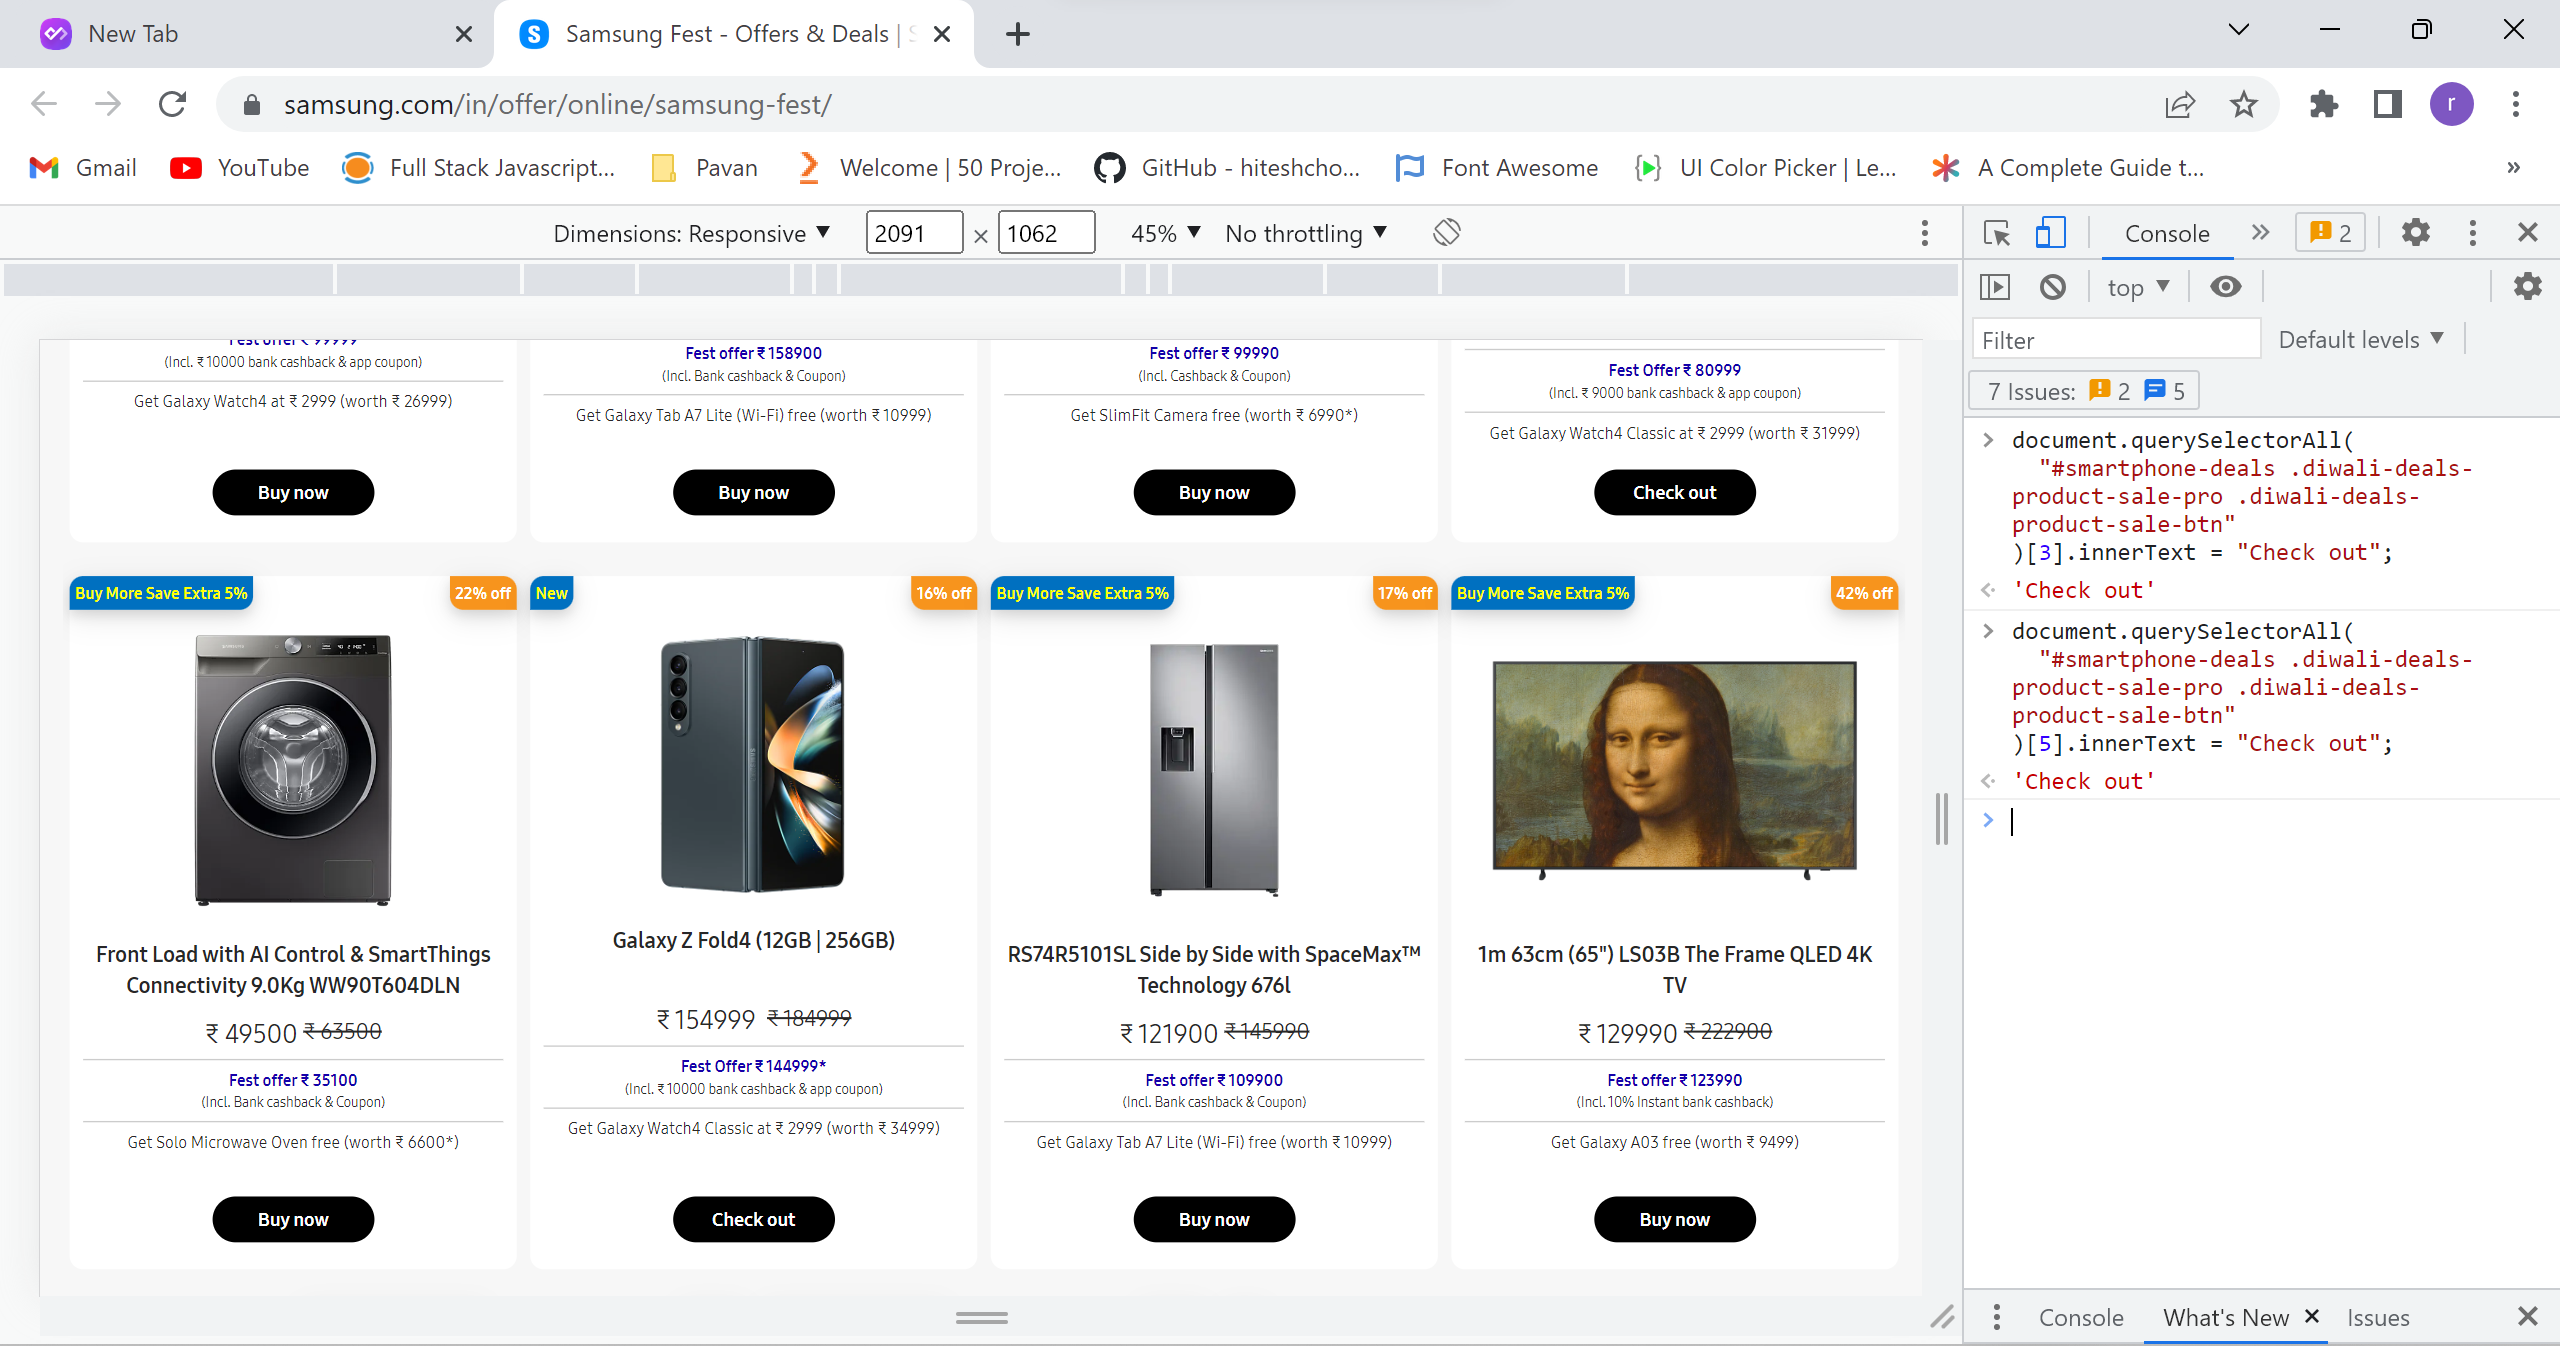 New Tab
Samsung Fest - Offers & Deals |
samsung.com/in/offer/online/samsung-fest/
r
Gmail
YouTube
Full Stack Javascript...
Pavan
Welcome | 50 Proje...
GitHub - hiteshcho...
Font Awesome
UI Color Picker | Le...
A Complete Guide t...
»
Dimensions: Responsive
2091 × 1062
45%
No throttling
Fest offer ₹ 99999
(Incl. ₹ 10000 bank cashback & app coupon)
Get Galaxy Watch4 at ₹ 2999 (worth ₹ 26999)
Buy now
Fest offer ₹ 158900
(Incl. Bank cashback & Coupon)
Get Galaxy Tab A7 Lite (Wi-Fi) free (worth ₹ 10999)
Buy now
Fest offer ₹ 99990
(Incl. Cashback & Coupon)
Get SlimFit Camera free (worth ₹ 6990*)
Buy now
Fest Offer ₹ 80999
(Incl. ₹ 9000 bank cashback & app coupon)
Get Galaxy Watch4 Classic at ₹ 2999 (worth ₹ 31999)
Check out
Buy More Save Extra 5%
22% off
Front Load with AI Control & SmartThings
Connectivity 9.0Kg WW90T604DLN
₹ 49500 ₹ 63500
Fest offer ₹ 35100
(Incl. Bank cashback & Coupon)
Get Solo Microwave Oven free (worth ₹ 6600*)
Buy now
New
16% off
Galaxy Z Fold4 (12GB | 256GB)
₹ 154999 ₹ 184999
Fest Offer ₹ 144999*
(Incl. ₹ 10000 bank cashback & app coupon)
Get Galaxy Watch4 Classic at ₹ 2999 (worth ₹ 34999)
Check out
Buy More Save Extra 5%
17% off
RS74R5101SL Side by Side with SpaceMax™
Technology 676l
₹ 121900 ₹ 145990
Fest offer ₹ 109900
(Incl. Bank cashback & Coupon)
Get Galaxy Tab A7 Lite (Wi-Fi) free (worth ₹ 10999)
Buy now
Buy More Save Extra 5%
42% off
1m 63cm (65") LS03B The Frame QLED 4K
TV
₹ 129990 ₹ 222900
Fest offer ₹ 123990
(Incl. 10% Instant bank cashback)
Get Galaxy A03 free (worth ₹ 9499)
Buy now
Console
»
2
top
Filter
Default levels
7 Issues: 2 5
document.querySelectorAll(
"#smartphone-deals .diwali-deals-
product-sale-pro .diwali-deals-
product-sale-btn"
)[3].innerText = "Check out";
'Check out'
document.querySelectorAll(
"#smartphone-deals .diwali-deals-
product-sale-pro .diwali-deals-
product-sale-btn"
)[5].innerText = "Check out";
'Check out'
Console
What's New
Issues